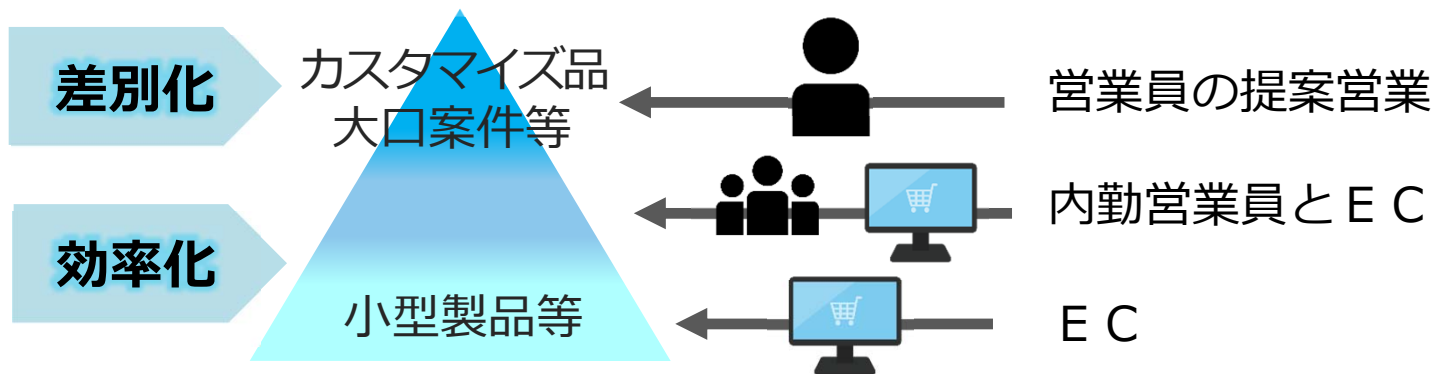 差別化
カスタマイズ品
大口案件等
営業員の提案営業
内勤営業員とＥＣ
効率化
小型製品等
ＥＣ